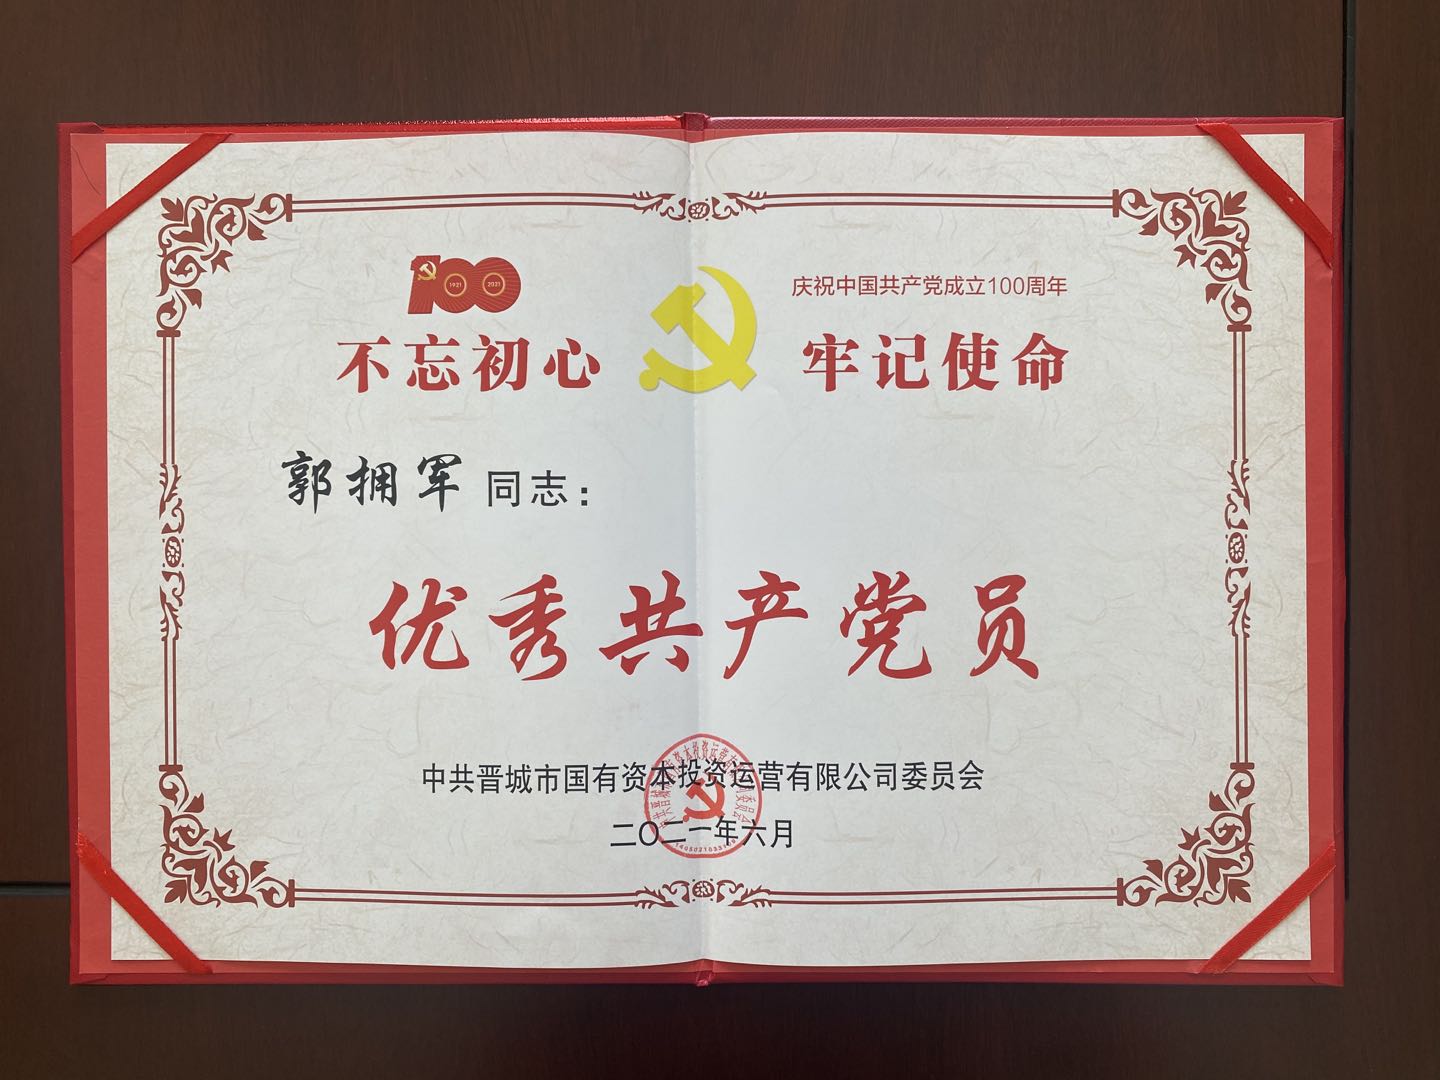 100
1921 2021
庆祝中国共产党成立100周年
不忘初心 牢记使命
郭拥军 同志：
优秀共产党员
中共晋城市国有资本投资运营有限公司委员会
二〇二一年六月